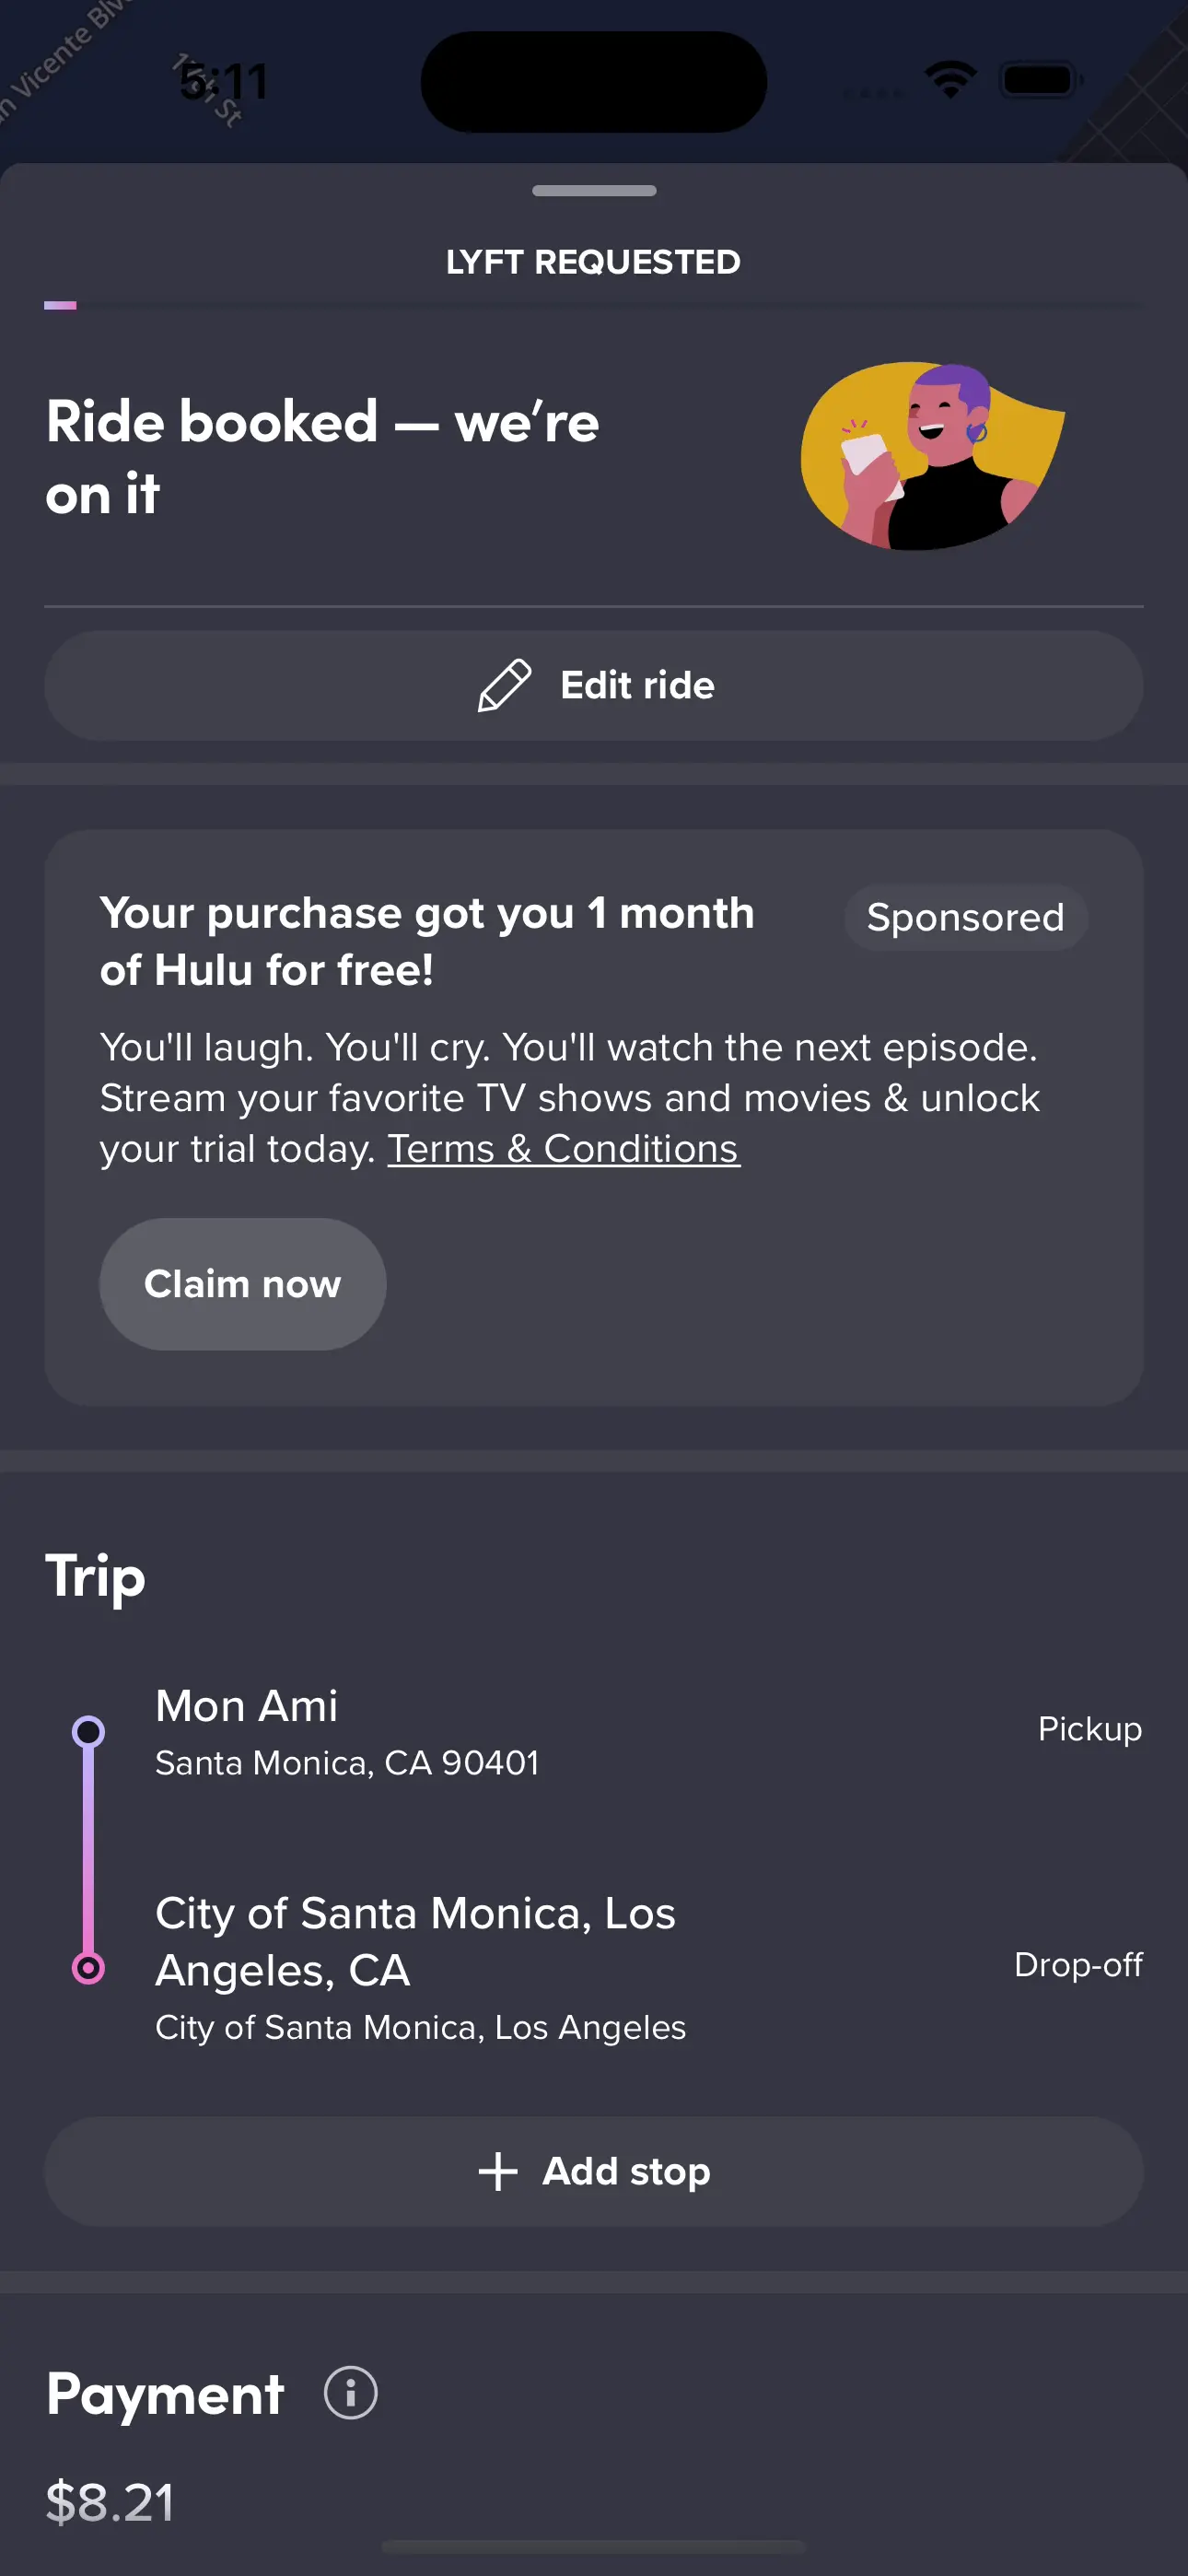 San Vicente Blvd
5:11
LYFT REQUESTED
Ride booked — we're
on it
Edit ride
Your purchase got you 1 month
of Hulu for free!
Sponsored
You'll laugh. You'll cry. You'll watch the next episode.
Stream your favorite TV shows and movies & unlock
your trial today. Terms & Conditions
Claim now
Trip
Mon Ami
Santa Monica, CA 90401
Pickup
City of Santa Monica, Los
Angeles, CA
City of Santa Monica, Los Angeles
Drop-off
Add stop
Payment
$8.21